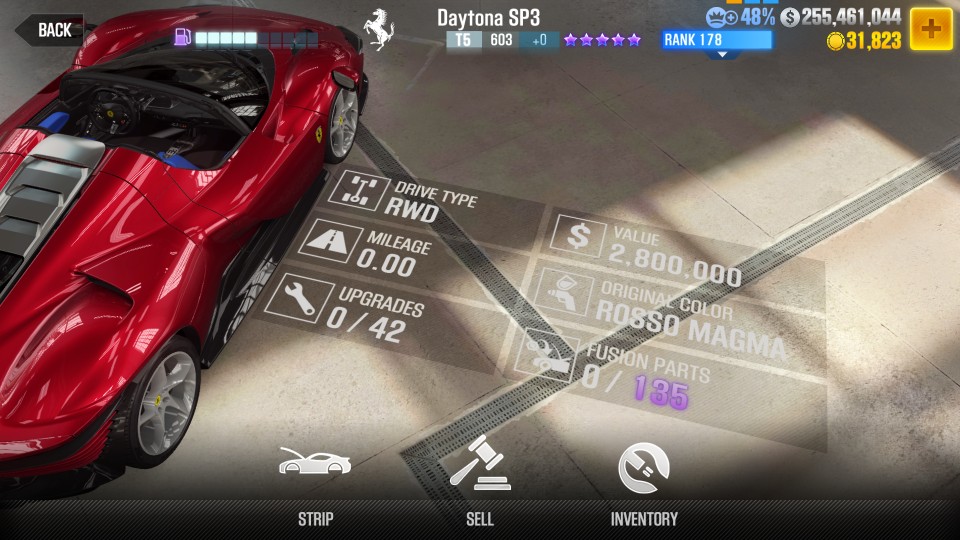 BACK
Daytona SP3
T5 603 +0
RANK 178
48% $ 255,461,044
31,823
DRIVE TYPE
RWD
MILEAGE
0.00
UPGRADES
0 / 42
$ VALUE
2.800.000
ORIGINAL COLOR
ROSSO MAGMA
FUSION PARTS
0 / 135
STRIP
SELL
INVENTORY